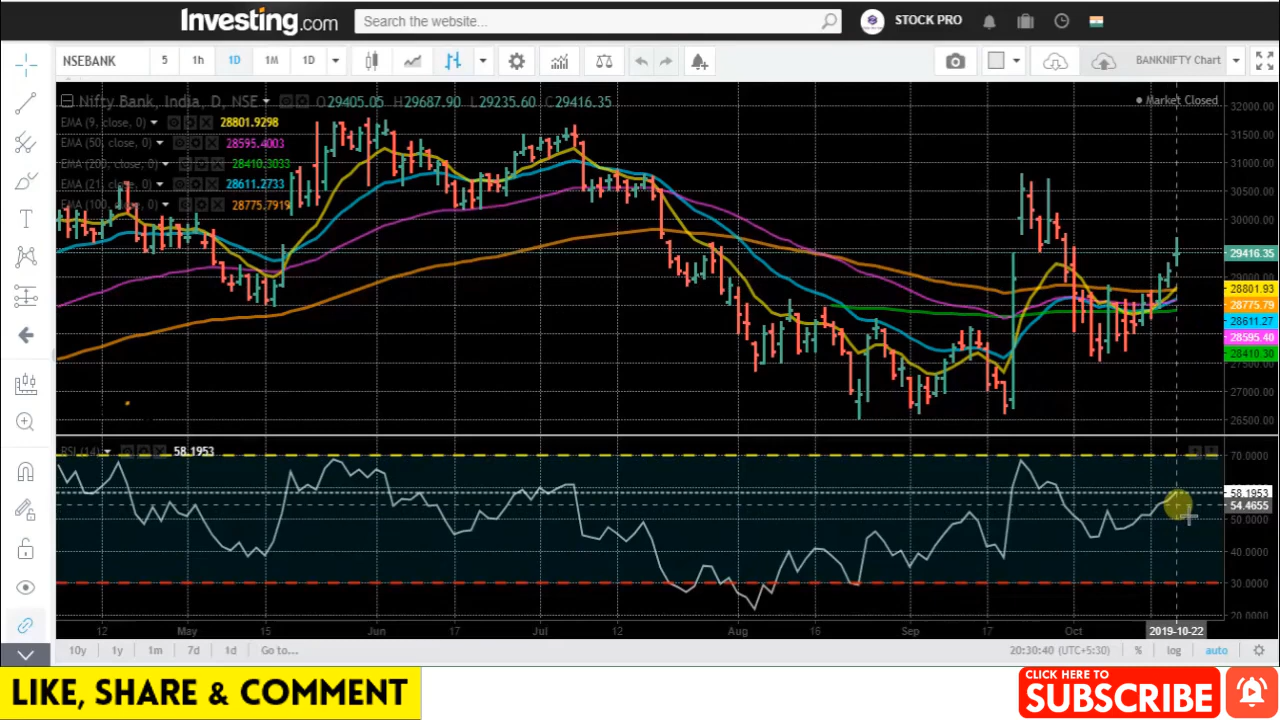 Investing.com
Search the website...
STOCK PRO
NSEBANK
5
1h
1D
1M
1D
BANKNIFTY Chart
Nifty Bank, India, D, NSE
O29405.05 H29687.90 L29235.60 C29416.35
Market Closed
EMA (9, close, 0)
28801.9298
EMA (50, close, 0)
28595.4003
EMA (200, close, 0)
28410.3033
EMA (21, close, 0)
28611.2733
EMA (100, close, 0)
28775.7919
32000.00
31500.00
31000.00
30500.00
30000.00
29416.35
29000.00
28801.93
28775.79
28611.27
28595.40
28410.30
27500.00
27000.00
26500.00
RSI (14)
58.1953
70.0000
58.1953
54.4655
50.0000
40.0000
30.0000
20.0000
12
May
15
Jun
17
Jul
12
Aug
16
Sep
17
Oct
2019-10-22
10y
1y
1m
7d
1d
Go to...
20:30:40 (UTC+5:30)
%
log
auto
LIKE, SHARE & COMMENT
CLICK HERE TO
SUBSCRIBE